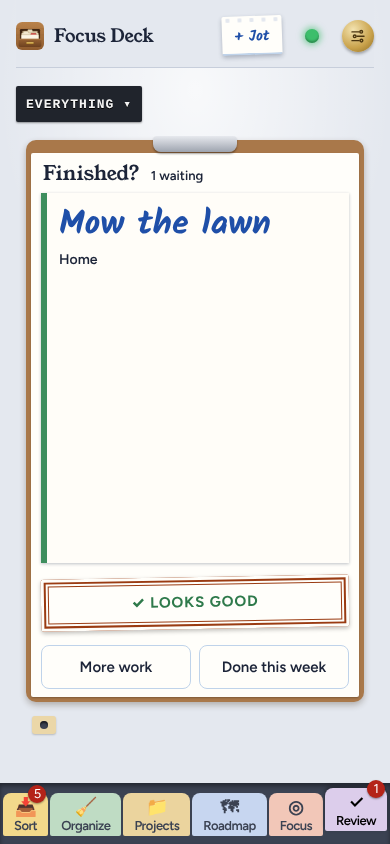 Focus Deck
+ Jot
EVERYTHING ▾
Finished? 1 waiting
Mow the lawn
Home
✓ LOOKS GOOD
More work
Done this week
5
1
Sort
Organize
Projects
Roadmap
Focus
Review